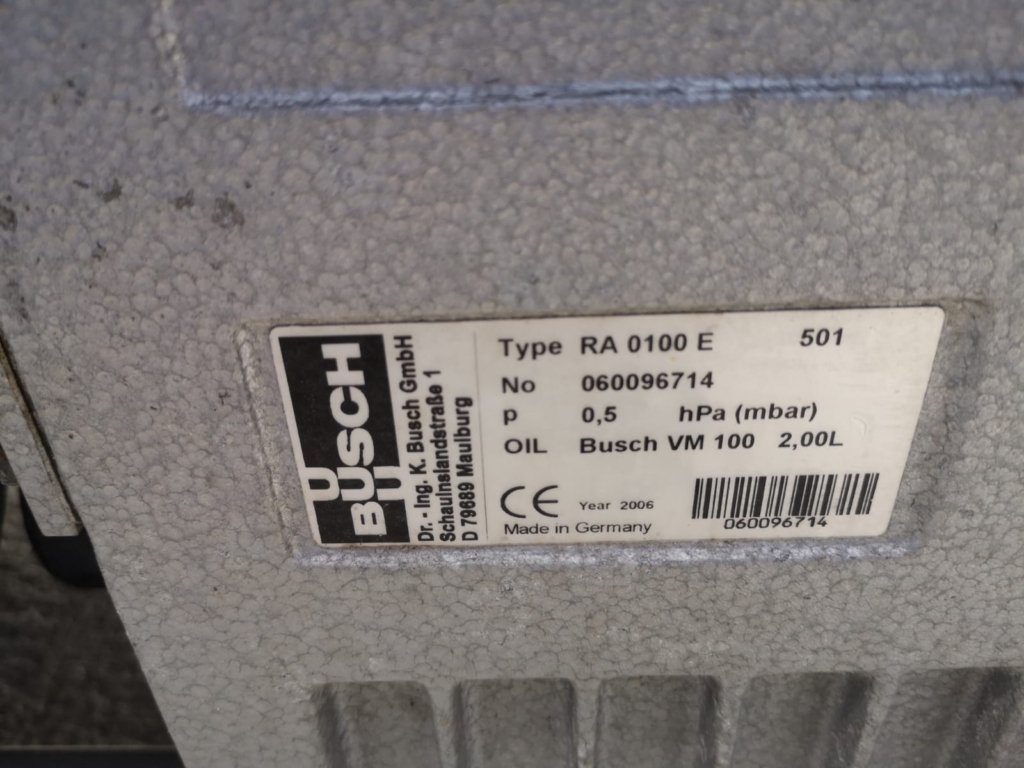 U
BUSCH
U
Dr. - Ing. K. Busch GmbH
Schauinslandstraße 1
D 79689 Maulburg
Type RA 0100 E 501
No 060096714
p 0,5 hPa (mbar)
OIL Busch VM 100 2,00L
CE Year 2006
Made in Germany
060096714